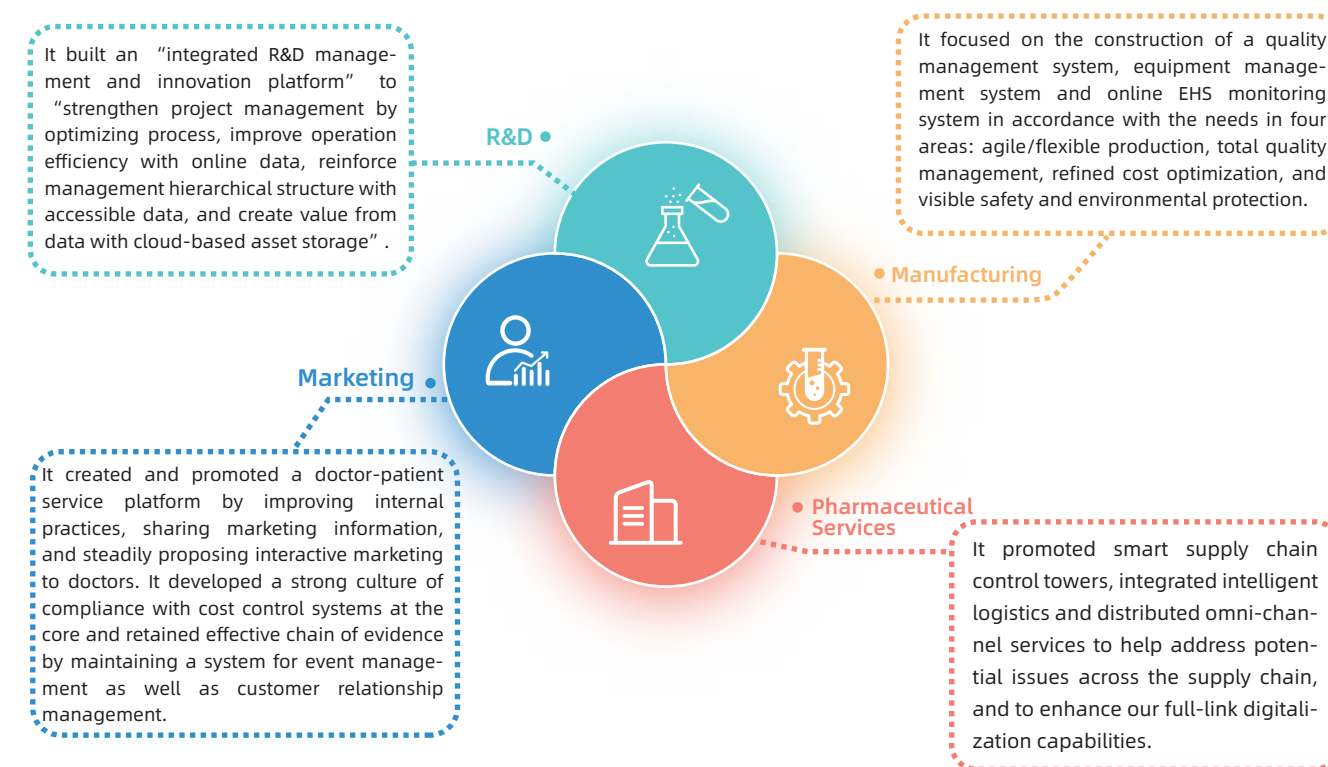 It built an “integrated R&D manage-
ment and innovation platform” to
“strengthen project management by
optimizing process, improve operation
efficiency with online data, reinforce
management hierarchical structure with
accessible data, and create value from
data with cloud-based asset storage” .
R&D
It focused on the construction of a quality
management system, equipment manage-
ment system and online EHS monitoring
system in accordance with the needs in four
areas: agile/flexible production, total quality
management, refined cost optimization, and
visible safety and environmental protection.
Manufacturing
Marketing
It created and promoted a doctor-patient
service platform by improving internal
practices, sharing marketing information,
and steadily proposing interactive marketing
to doctors. It developed a strong culture of
compliance with cost control systems at the
core and retained effective chain of evidence
by maintaining a system for event manage-
ment as well as customer relationship
management.
Pharmaceutical
Services
It promoted smart supply chain
control towers, integrated intelligent
logistics and distributed omni-chan-
nel services to help address poten-
tial issues across the supply chain,
and to enhance our full-link digitali-
zation capabilities.